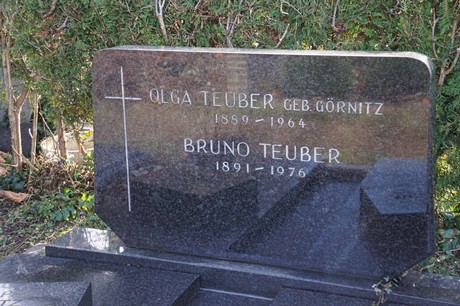 OLGA TEUBER GEB GÖRNITZ
1889-1964
BRUNO TEUBER
1891-1976